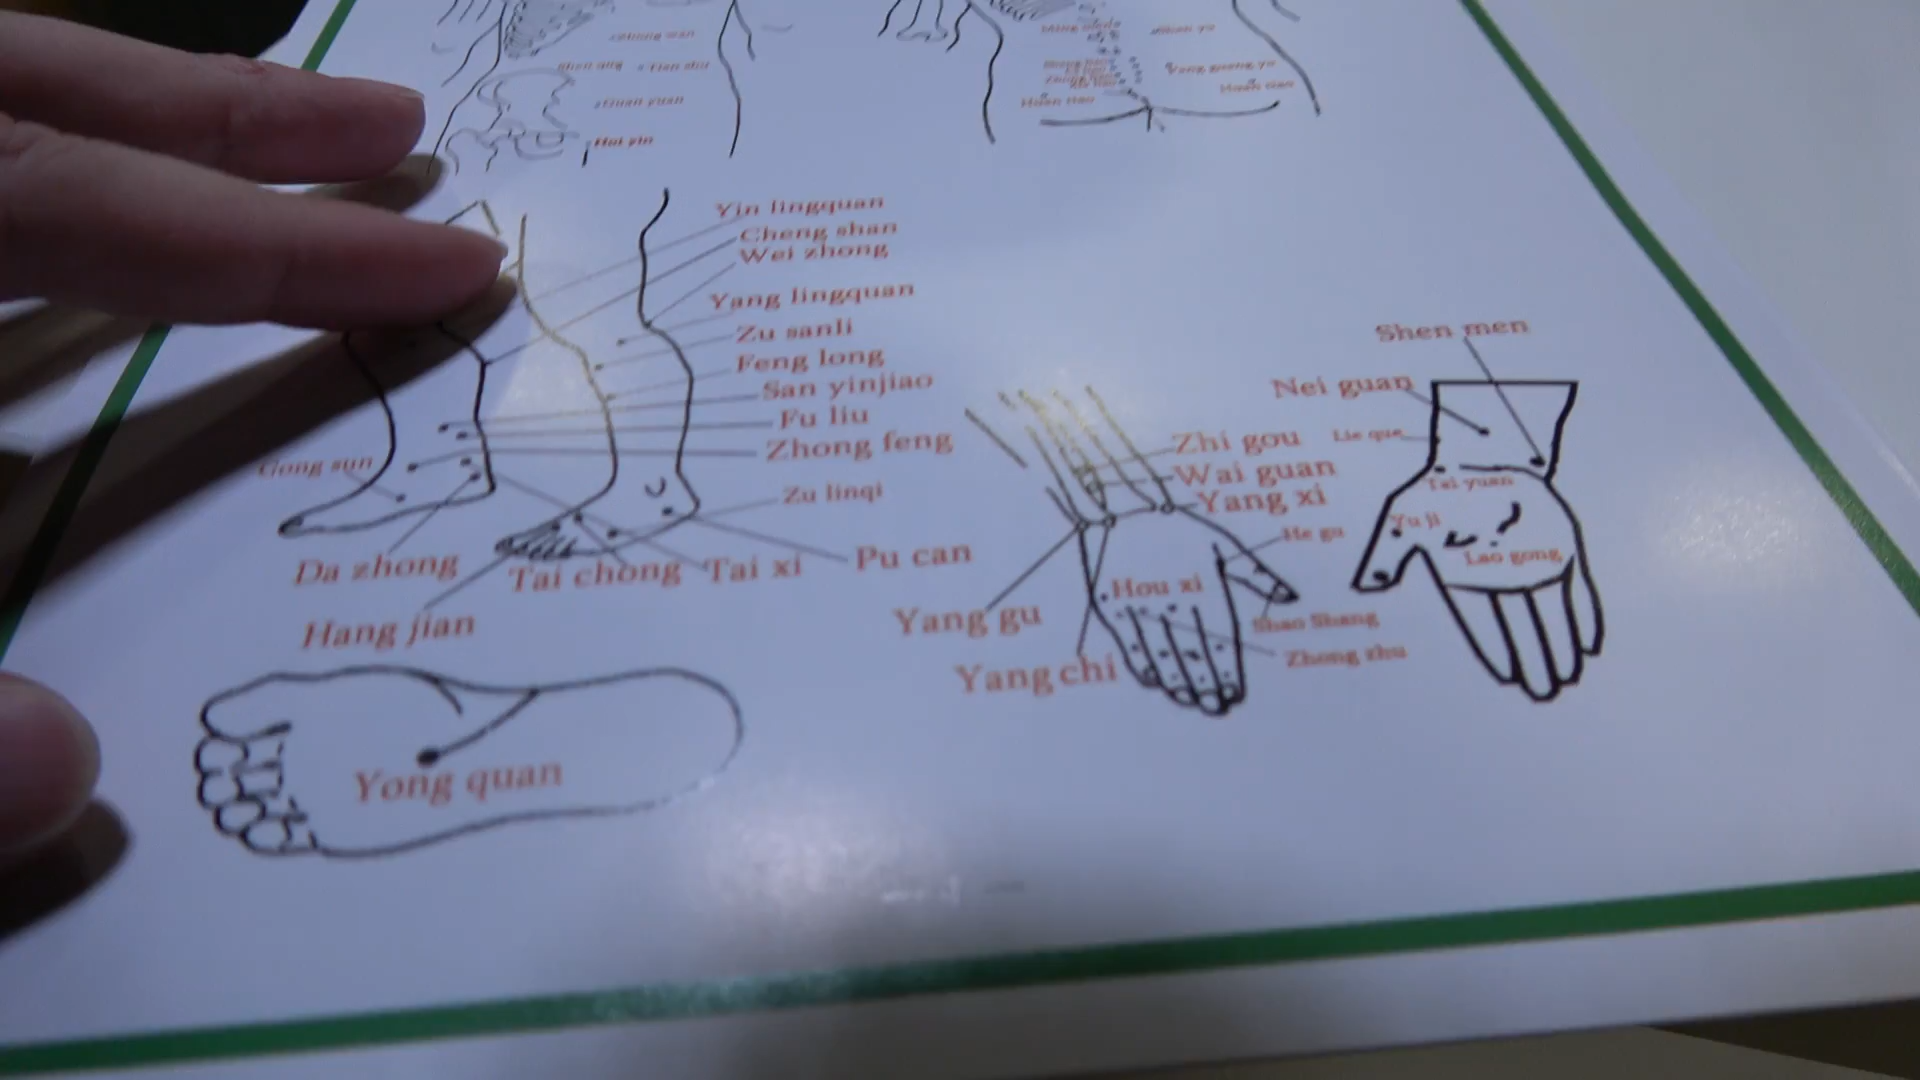 Hui yin
Huan tiao
Yin lingquan
Cheng shan
Wei zhong
Yang lingquan
Zu sanli
Feng long
San yinjiao
Fu liu
Zhong feng
Gong sun
Zu linqi
Da zhong
Tai chong
Tai xi
Pu can
Hang jian
Yong quan
Shen men
Nei guan
Lie que
Zhi gou
Wai guan
Yang xi
Tai yuan
Yu ji
He gu
Lao gong
Hou xi
Yang gu
Shao Shang
Zhong zhu
Yang chi